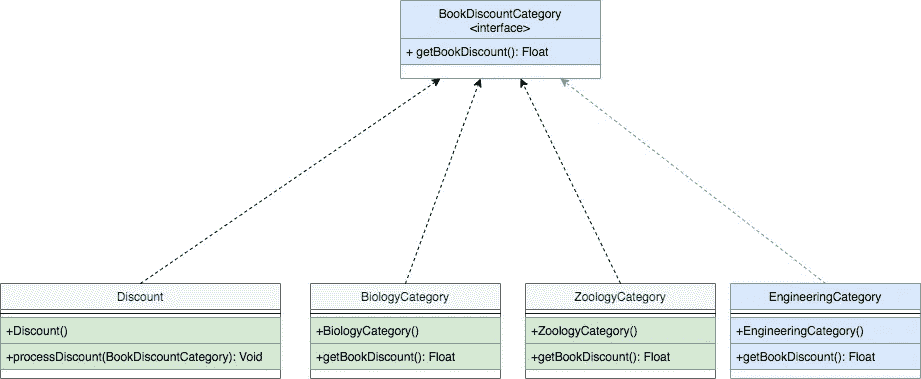 BookDiscountCategory
<interface>
+ getBookDiscount(): Float
Discount
+Discount()
+processDiscount(BookDiscountCategory): Void
BiologyCategory
+BiologyCategory()
+getBookDiscount(): Float
ZoologyCategory
+ZoologyCategory()
+getBookDiscount(): Float
EngineeringCategory
+EngineeringCategory()
+getBookDiscount(): Float